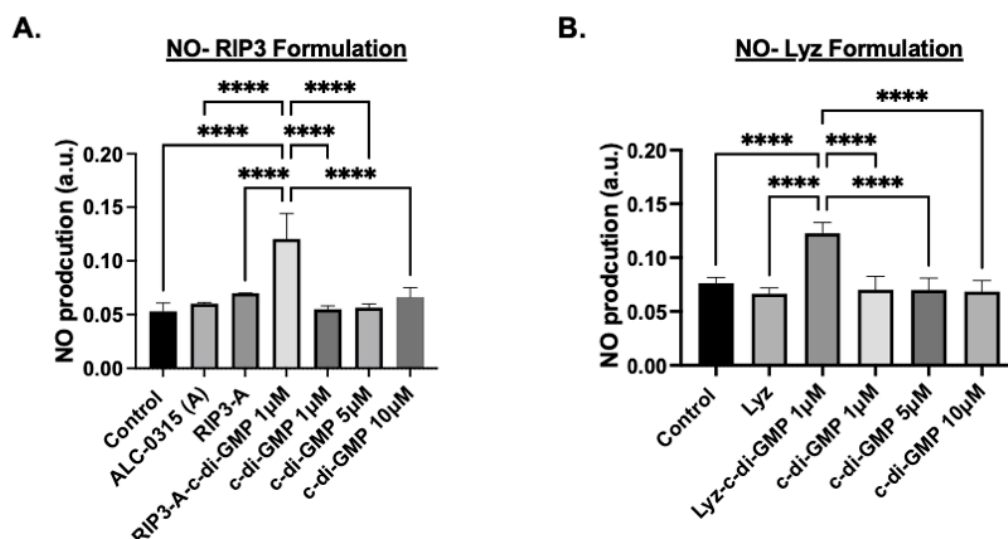 A.
NO- RIP3 Formulation
****
****
****
****
****
****
NO prodcution (a.u.)
0.20
0.15
0.10
0.05
0.00
Control
ALC-0315 (A)
RIP3-A
RIP3-A-c-di-GMP 1µM
c-di-GMP 1µM
c-di-GMP 5µM
c-di-GMP 10µM
B.
NO- Lyz Formulation
****
****
****
****
****
NO prodcution (a.u.)
0.20
0.15
0.10
0.05
0.00
Control
Lyz
Lyz-c-di-GMP 1µM
c-di-GMP 1µM
c-di-GMP 5µM
c-di-GMP 10µM